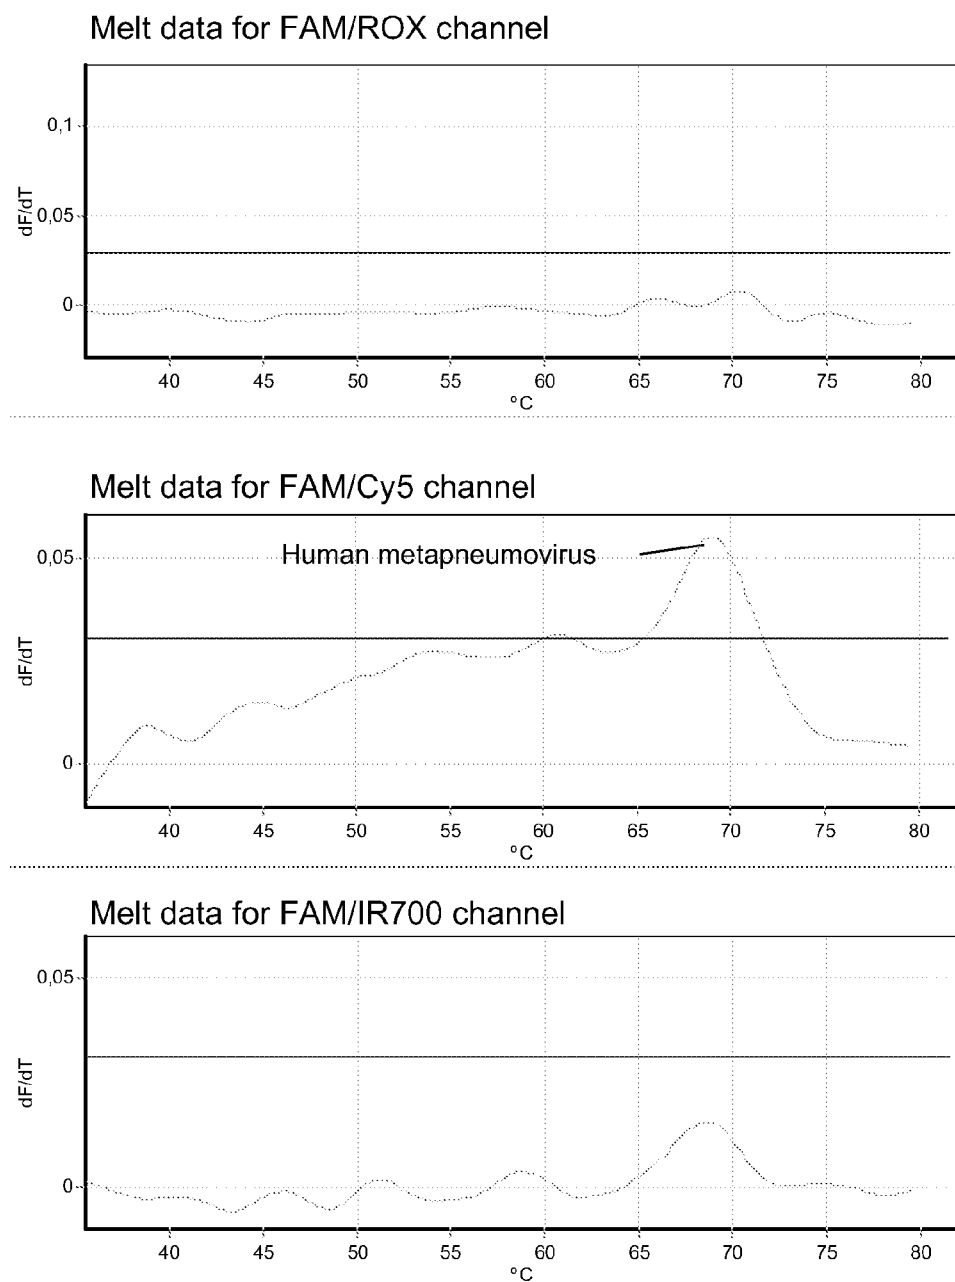 Melt data for FAM/ROX channel
0,1
0,05
0
dF/dT
40 45 50 55 60 65 70 75 80
°C
Melt data for FAM/Cy5 channel
Human metapneumovirus
0,05
0
dF/dT
40 45 50 55 60 65 70 75 80
°C
Melt data for FAM/IR700 channel
0,05
0
dF/dT
40 45 50 55 60 65 70 75 80
°C